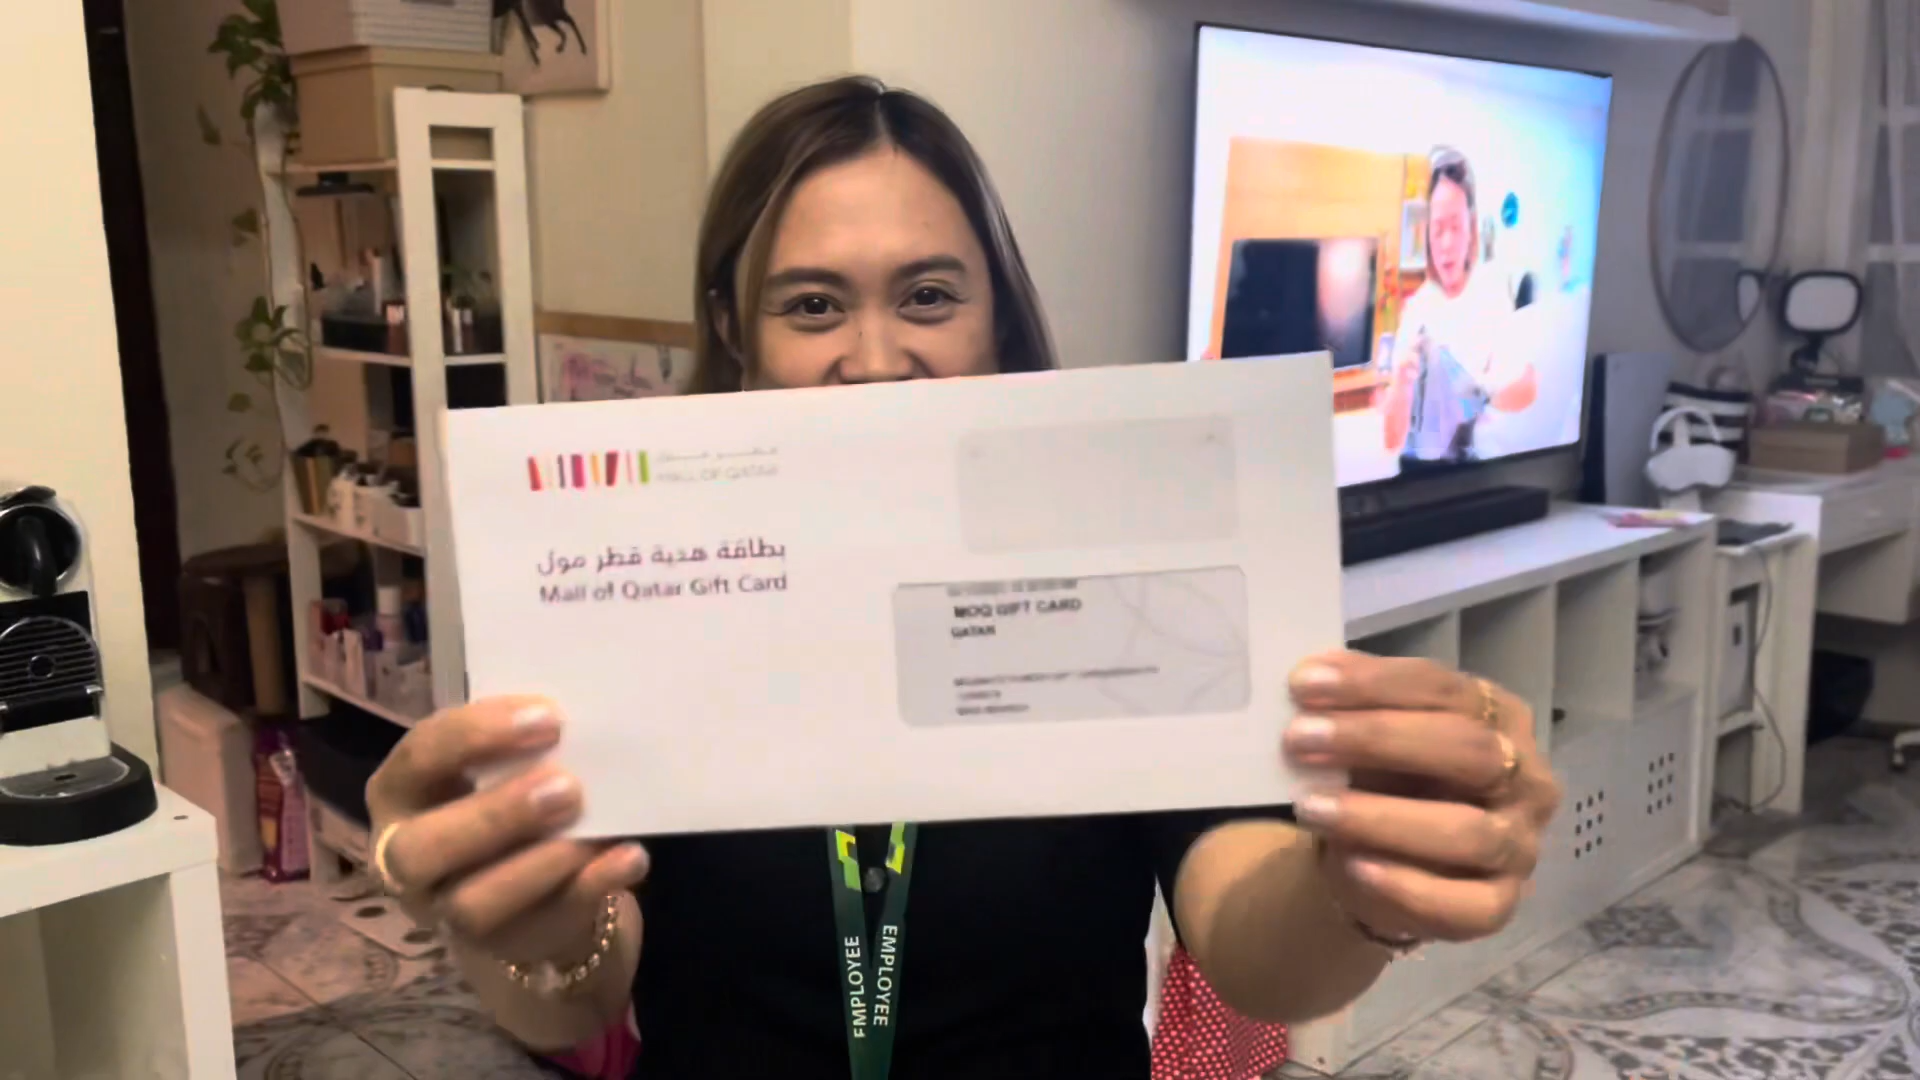 قطر مول
MALL OF QATAR
بطاقة هدية قطر مول
Mall of Qatar Gift Card
MOQ GIFT CARD
QATAR
EMPLOYEE
EMPLOYEE